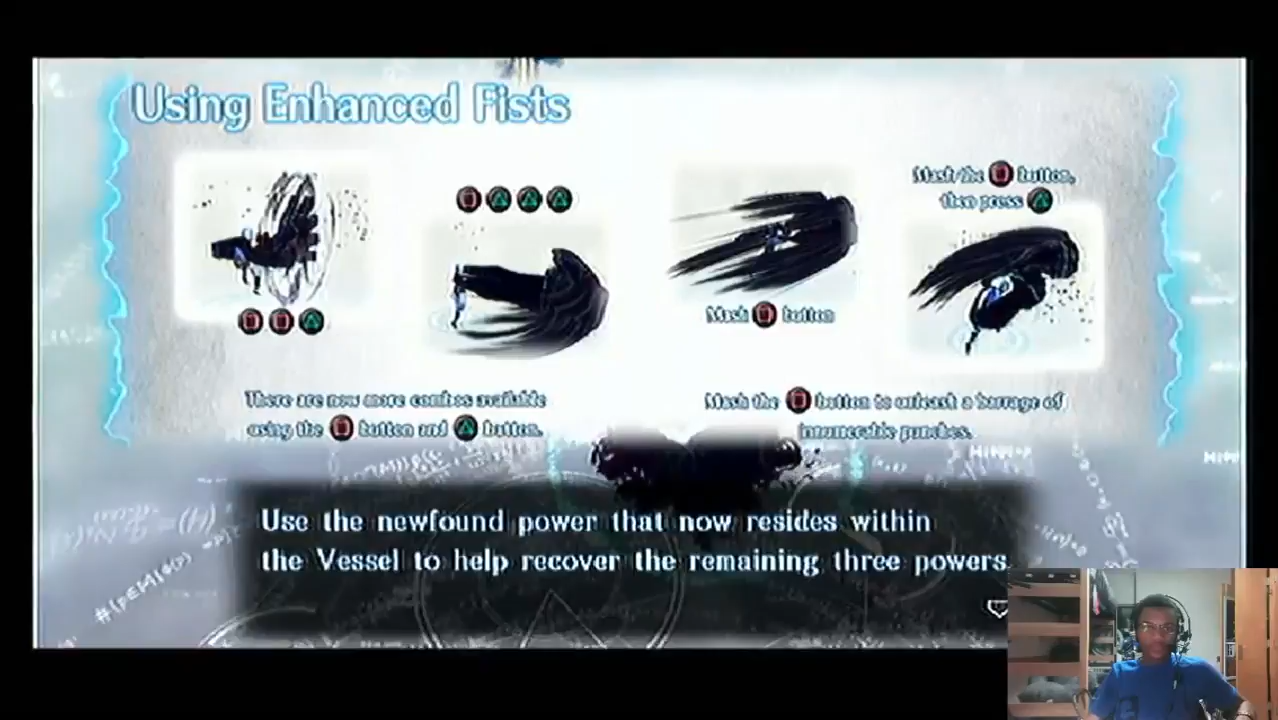 Using Enhanced Fists
Mash the button,
then press
Mash button
There are now more combos available
using the button and button.
Mash the button to unleash a barrage of
innumerable punches.
Use the newfound power that now resides within
the Vessel to help recover the remaining three powers.